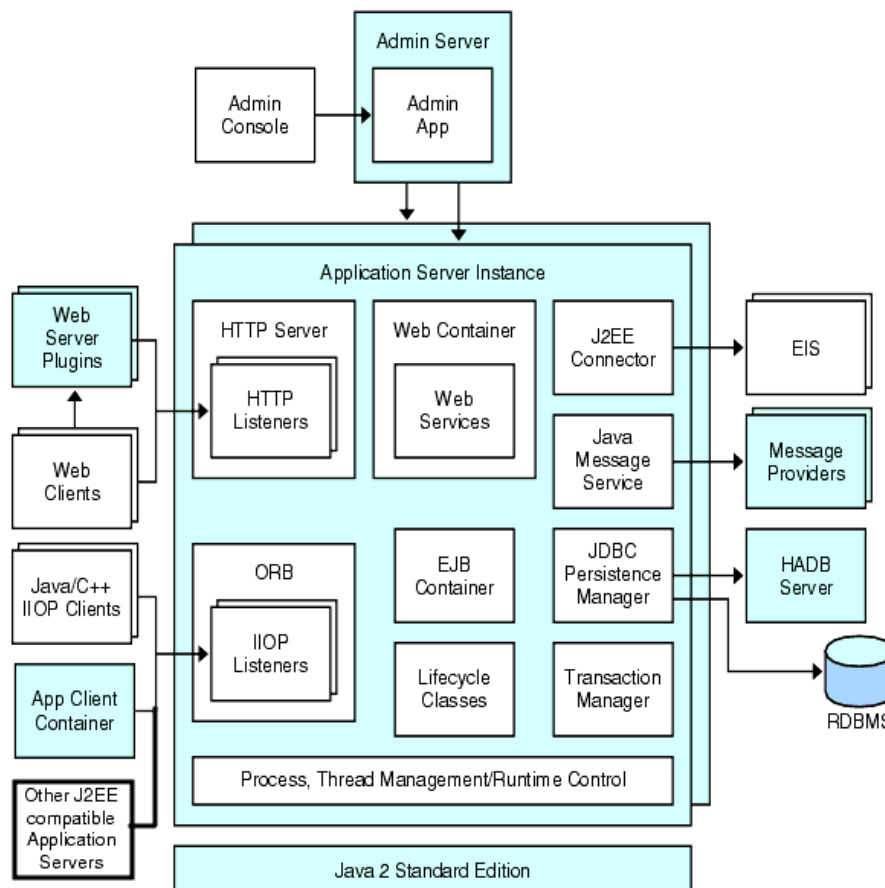 Admin Server
Admin
Console
Admin
App
Application Server Instance
Web
Server
Plugins
HTTP Server
HTTP
Listeners
Web Container
Web
Services
J2EE
Connector
EIS
Web
Clients
Java
Message
Service
Message
Providers
Java/C++
IIOP Clients
ORB
IIOP
Listeners
EJB
Container
JDBC
Persistence
Manager
HADB
Server
App Client
Container
Lifecycle
Classes
Transaction
Manager
RDBMS
Other J2EE
compatible
Application
Servers
Process, Thread Management/Runtime Control
Java 2 Standard Edition